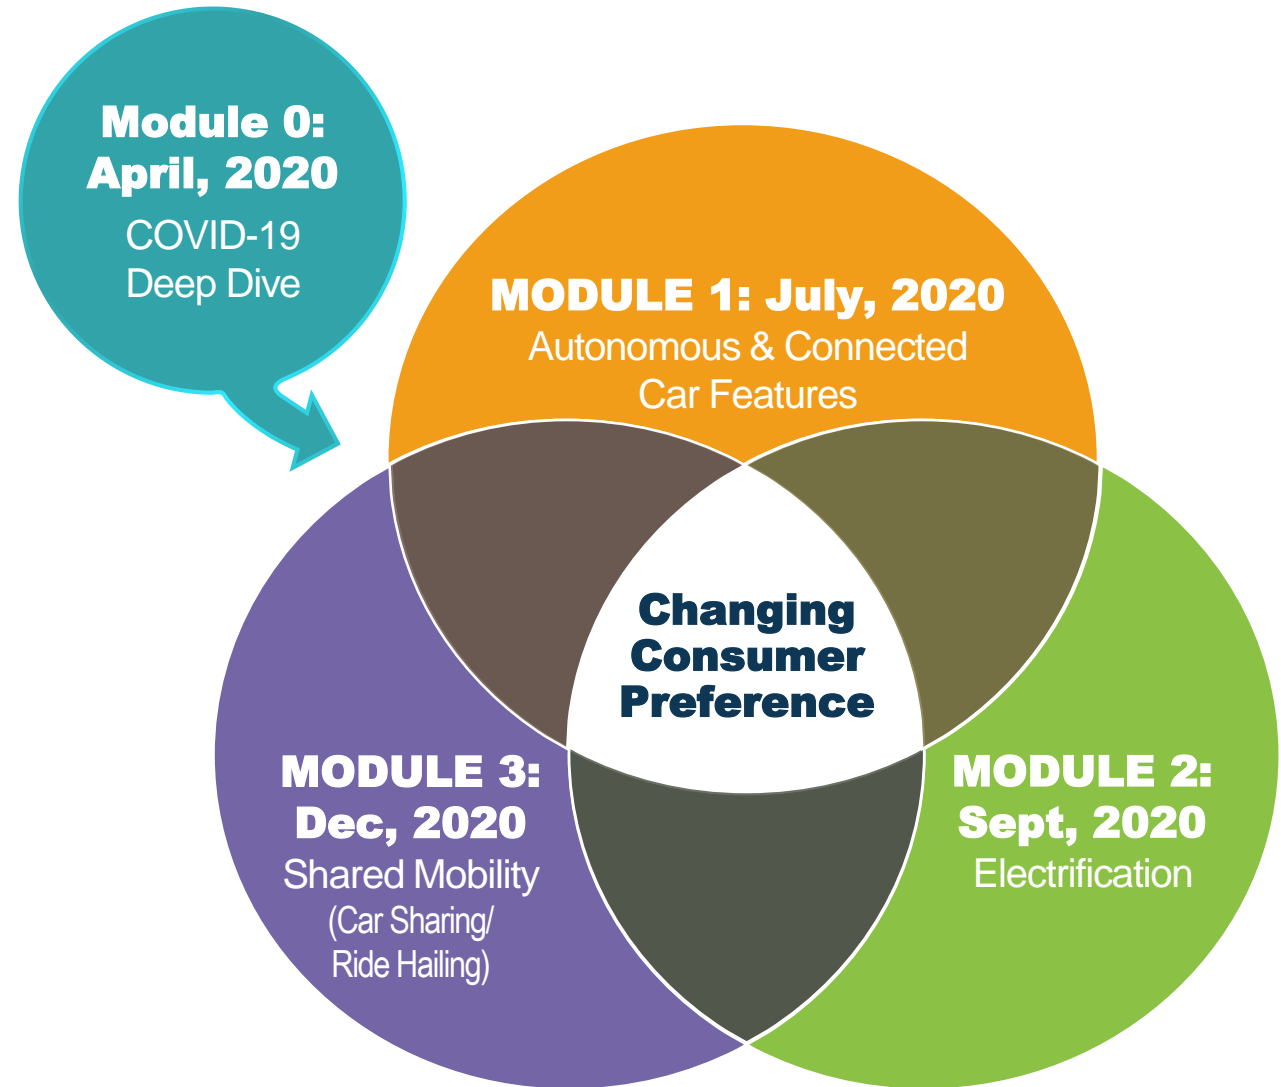 Module 0:
April, 2020
COVID-19
Deep Dive
MODULE 1: July, 2020
Autonomous & Connected
Car Features
Changing
Consumer
Preference
MODULE 3:
Dec, 2020
Shared Mobility
(Car Sharing/
Ride Hailing)
MODULE 2:
Sept, 2020
Electrification